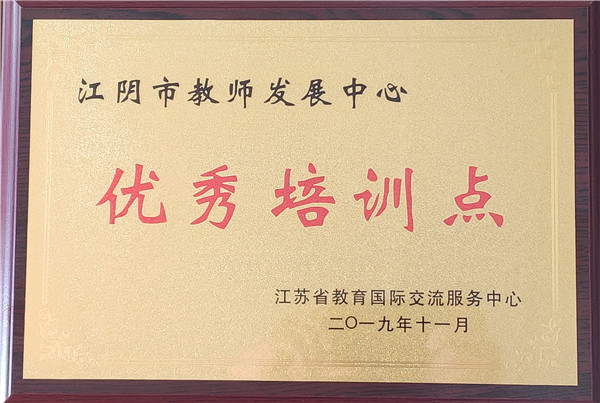 江阴市教师发展中心
优秀培训点
江苏省教育国际交流服务中心
二〇一九年十一月